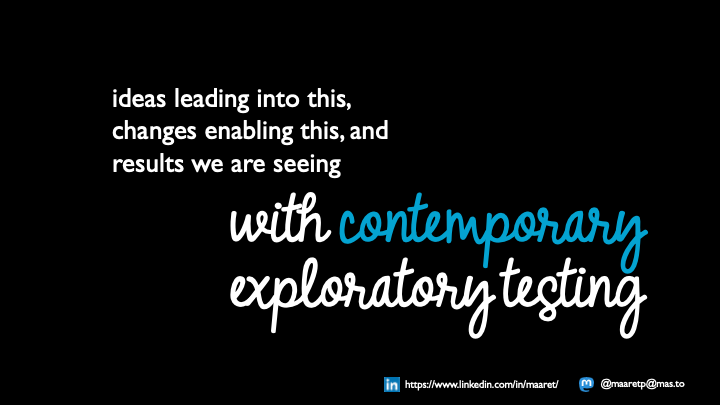 ideas leading into this,
changes enabling this, and
results we are seeing
with contemporary
exploratory testing
in https://www.linkedin.com/in/maaret/ m @maaretp@mas.to